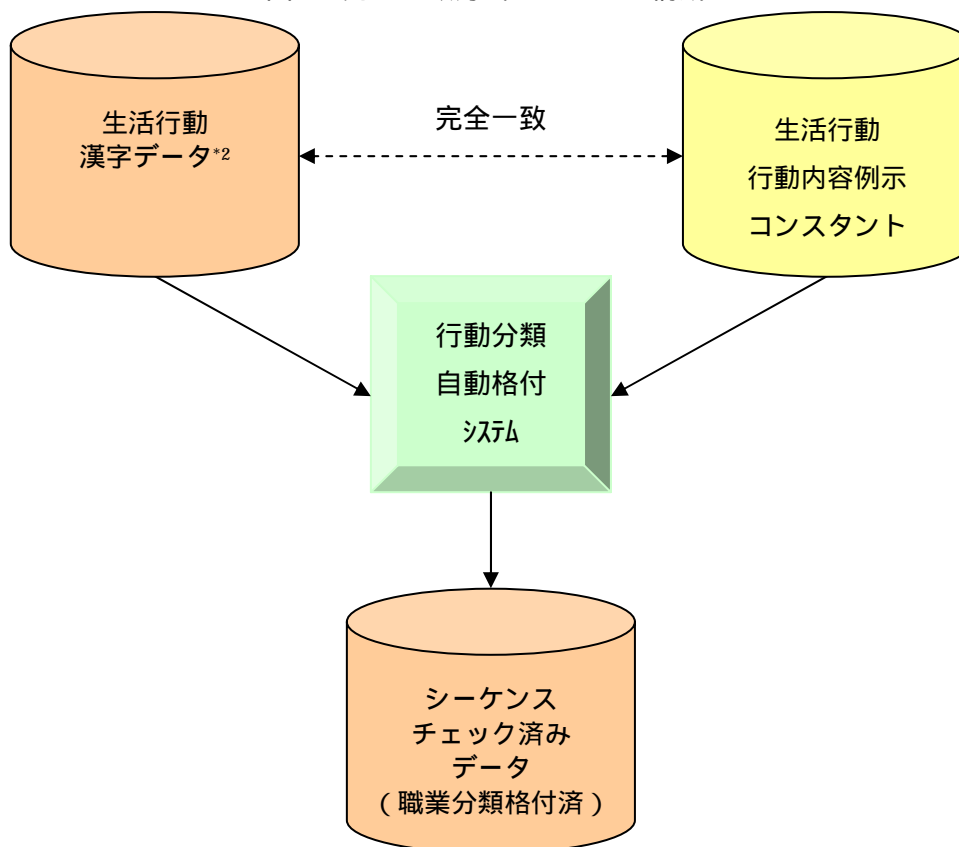 生活行動
漢字データ*2
完全一致
生活行動
行動内容例示
コンスタント
行動分類
自動格付
ｼｽﾃﾑ
シーケンス
チェック済み
データ
（職業分類格付済）